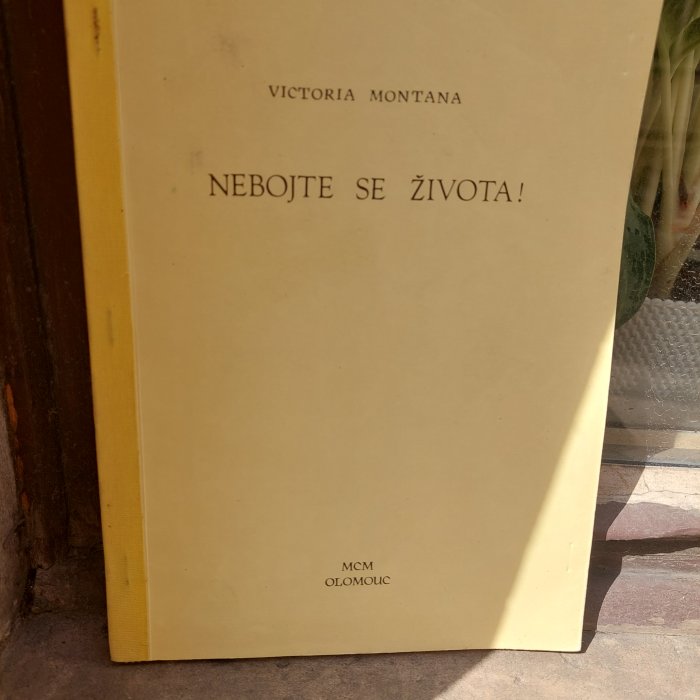 VICTORIA MONTANA
NEBOJTE SE ŽIVOTA!
MCM
OLOMOUC